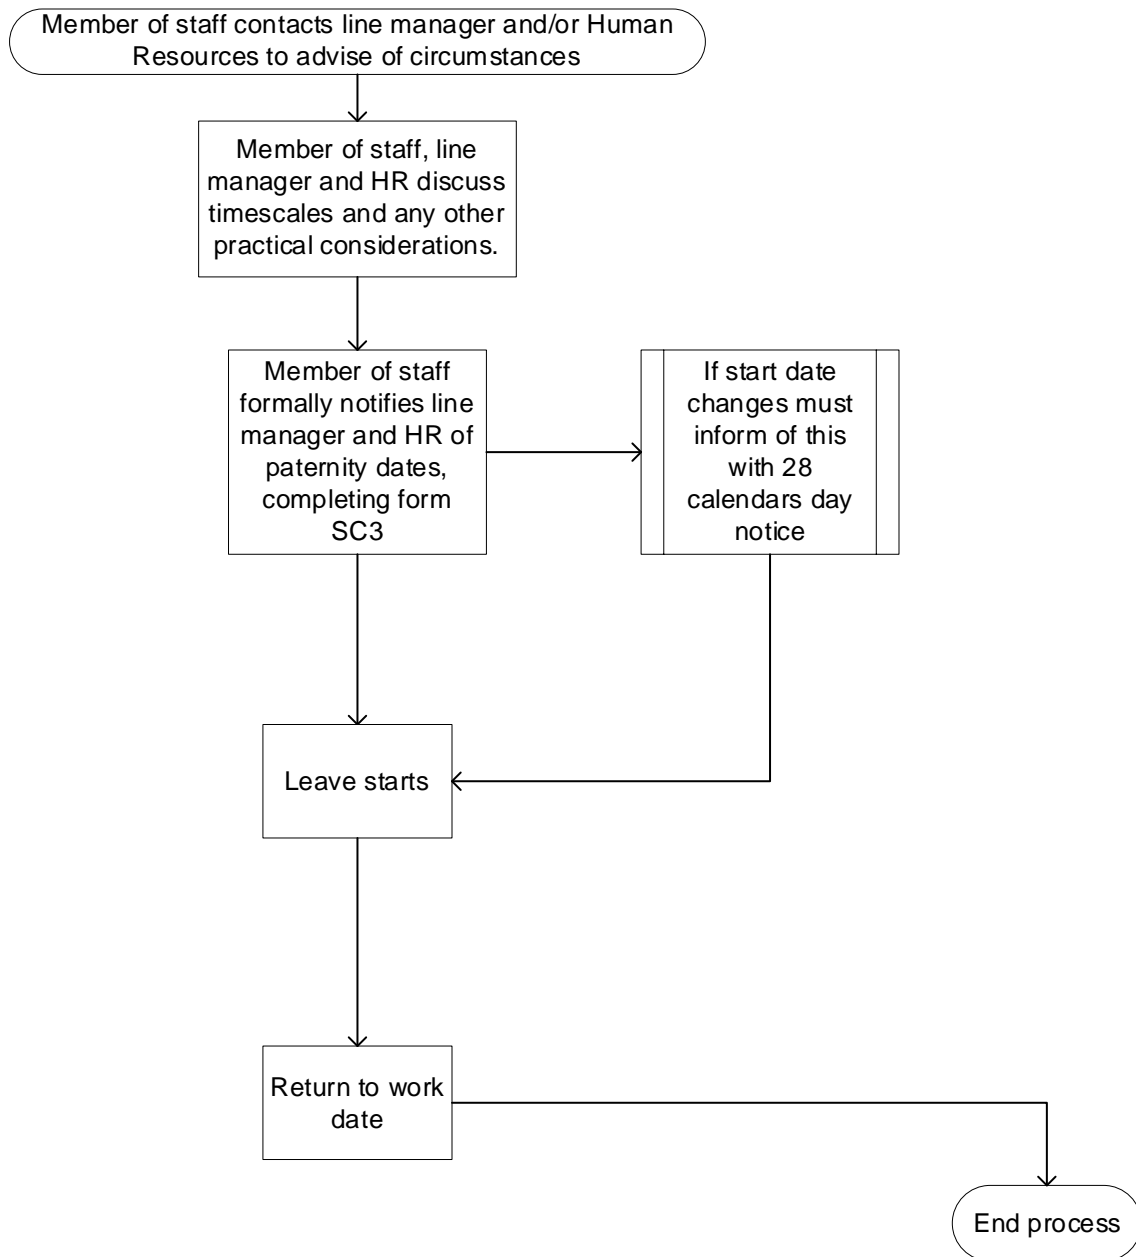 Member of staff contacts line manager and/or Human
Resources to advise of circumstances
Member of staff, line
manager and HR discuss
timescales and any other
practical considerations.
Member of staff
formally notifies line
manager and HR of
paternity dates,
completing form
SC3
If start date
changes must
inform of this
with 28
calendars day
notice
Leave starts
Return to work
date
End process